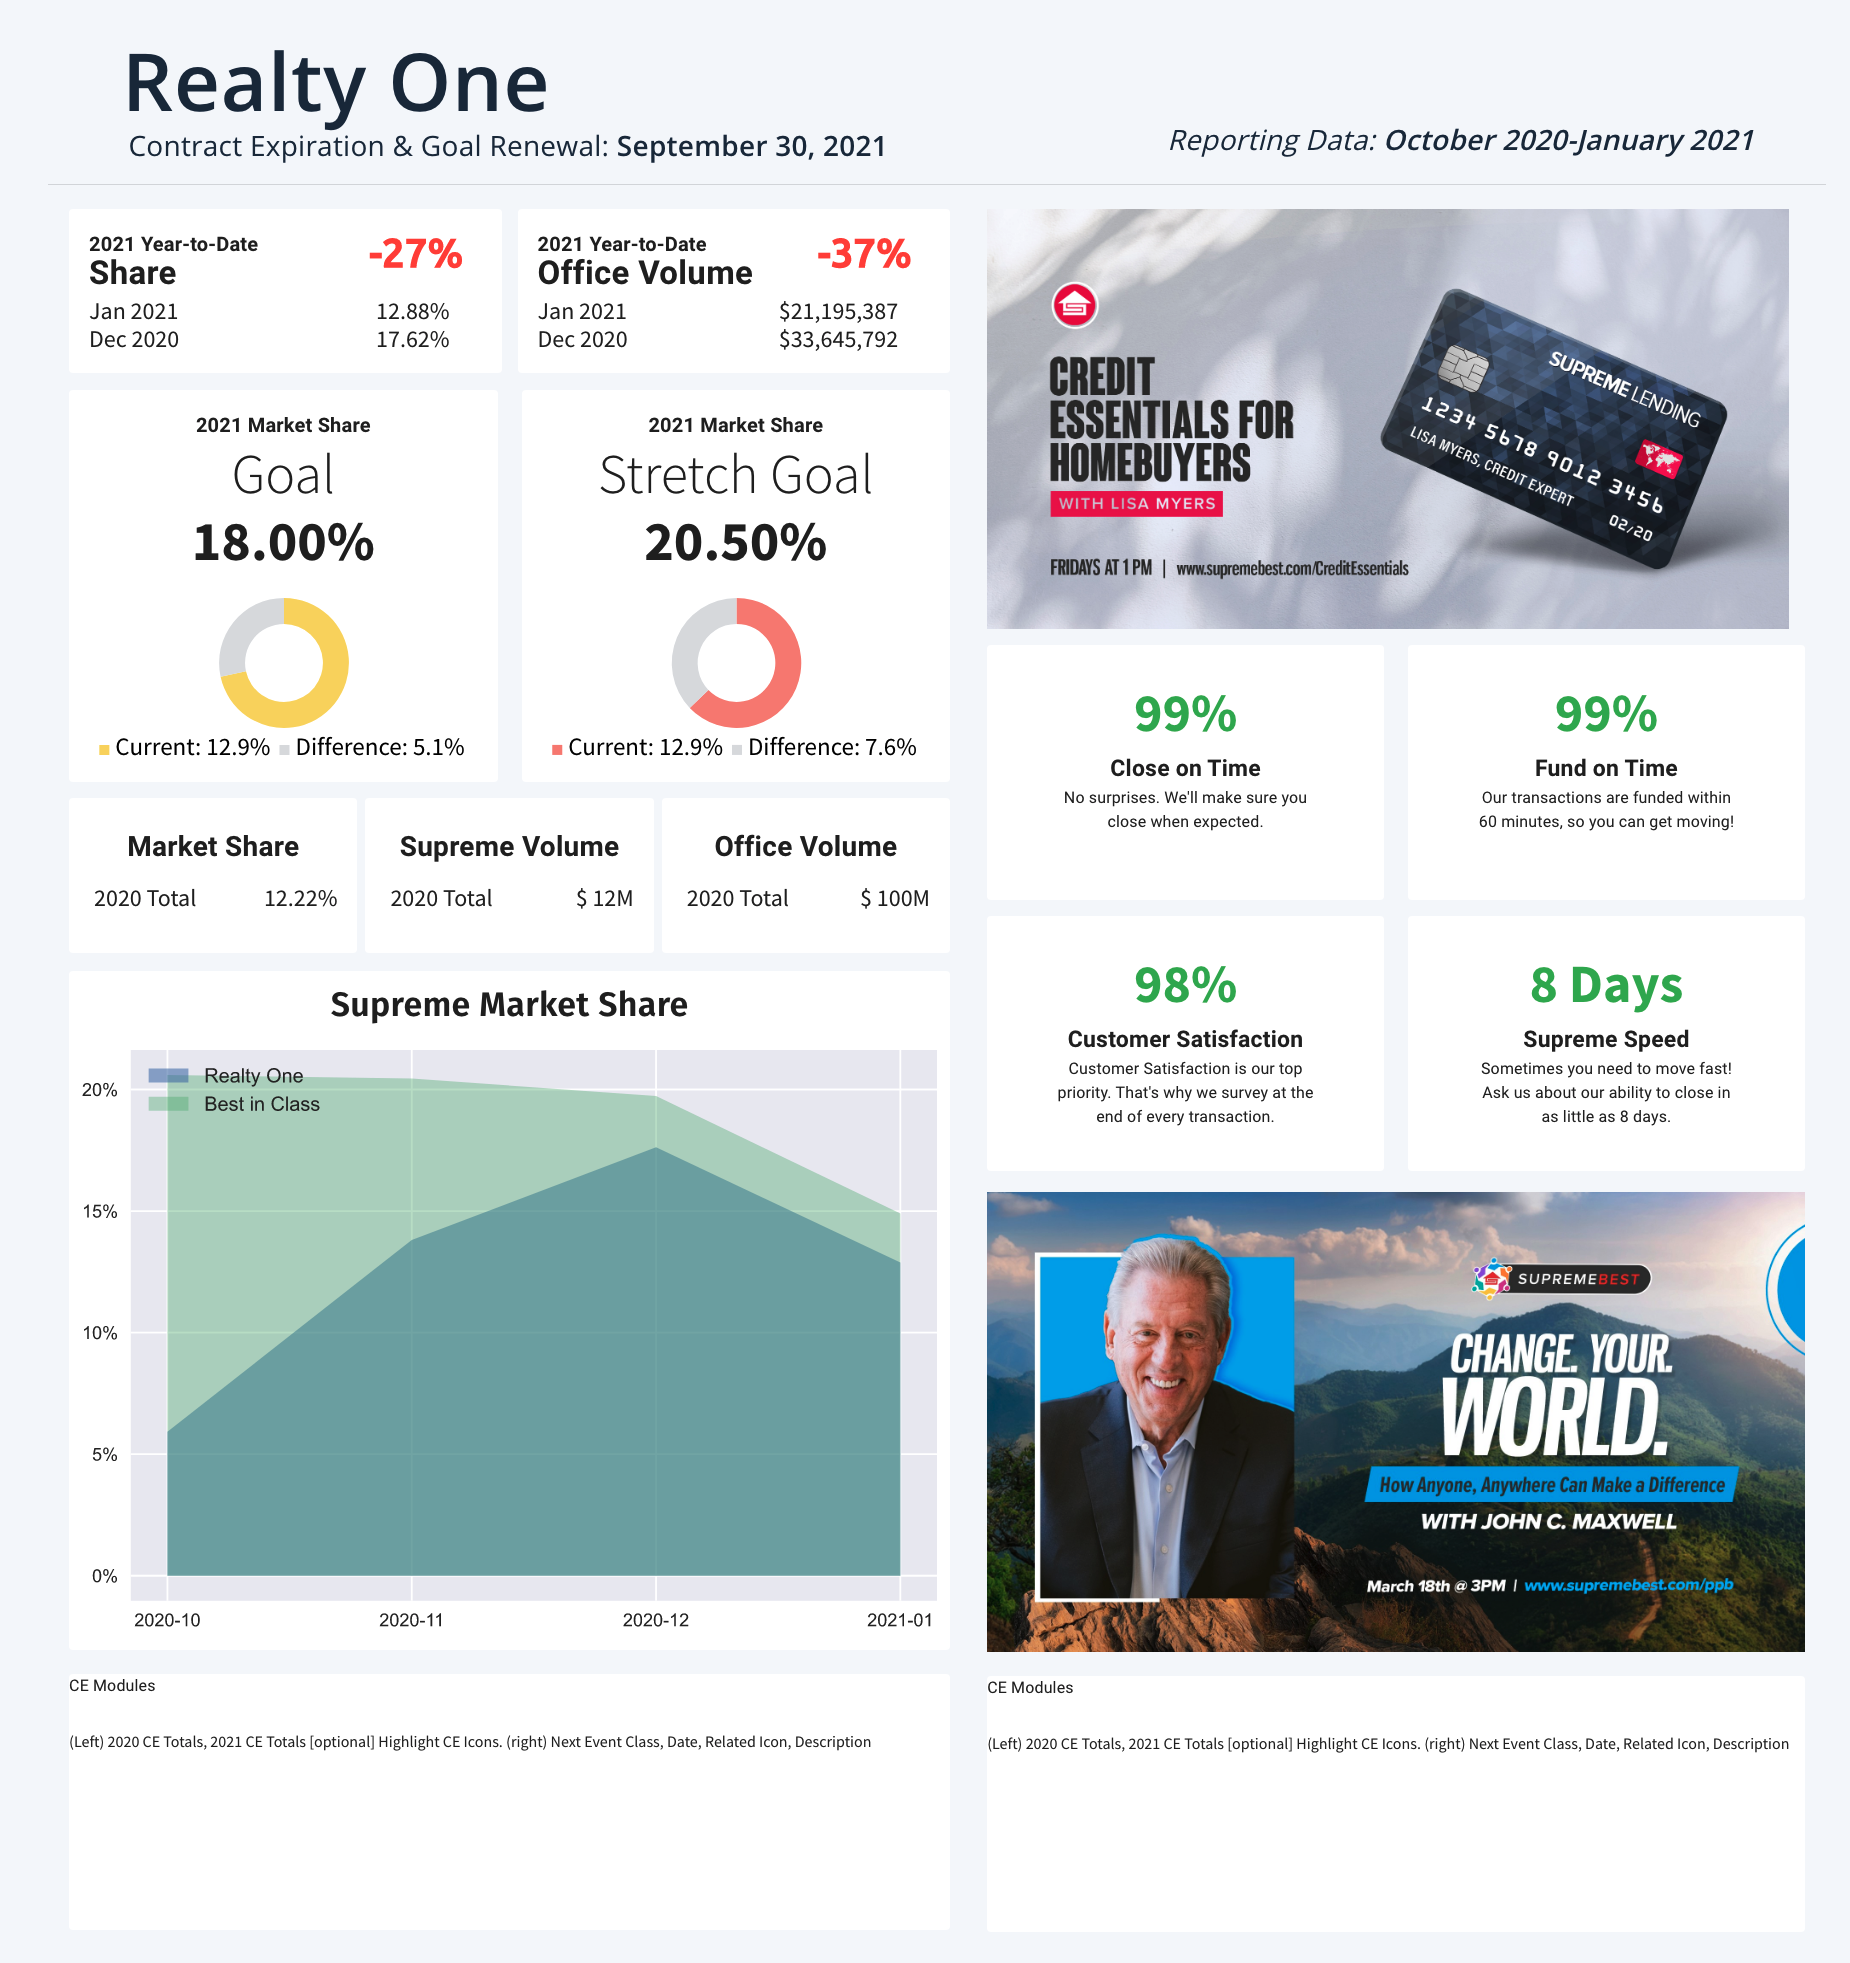 Realty One
Contract Expiration & Goal Renewal: September 30, 2021
Reporting Data: October 2020-January 2021
2021 Year-to-Date
Share
-27%
Jan 2021 12.88%
Dec 2020 17.62%
2021 Year-to-Date
Office Volume
-37%
Jan 2021 $21,195,387
Dec 2020 $33,645,792
2021 Market Share
Goal
18.00%
Current: 12.9% Difference: 5.1%
2021 Market Share
Stretch Goal
20.50%
Current: 12.9% Difference: 7.6%
Market Share
2020 Total 12.22%
Supreme Volume
2020 Total $ 12M
Office Volume
2020 Total $ 100M
Supreme Market Share
Realty One
Best in Class
20%
15%
10%
5%
0%
2020-10 2020-11 2020-12 2021-01
CE Modules
(Left) 2020 CE Totals, 2021 CE Totals [optional] Highlight CE Icons. (right) Next Event Class, Date, Related Icon, Description
CREDIT
ESSENTIALS FOR
HOMEBUYERS
WITH LISA MYERS
FRIDAYS AT 1 PM | www.supremebest.com/CreditEssentials
SUPREME LENDING
1234 5678 9012 3456
LISA MYERS, CREDIT EXPERT
02/20
99%
Close on Time
No surprises. We'll make sure you
close when expected.
99%
Fund on Time
Our transactions are funded within
60 minutes, so you can get moving!
98%
Customer Satisfaction
Customer Satisfaction is our top
priority. That's why we survey at the
end of every transaction.
8 Days
Supreme Speed
Sometimes you need to move fast!
Ask us about our ability to close in
as little as 8 days.
SUPREMEBEST
CHANGE. YOUR.
WORLD.
How Anyone, Anywhere Can Make a Difference
WITH JOHN C. MAXWELL
March 18th @ 3PM | www.supremebest.com/ppb
CE Modules
(Left) 2020 CE Totals, 2021 CE Totals [optional] Highlight CE Icons. (right) Next Event Class, Date, Related Icon, Description